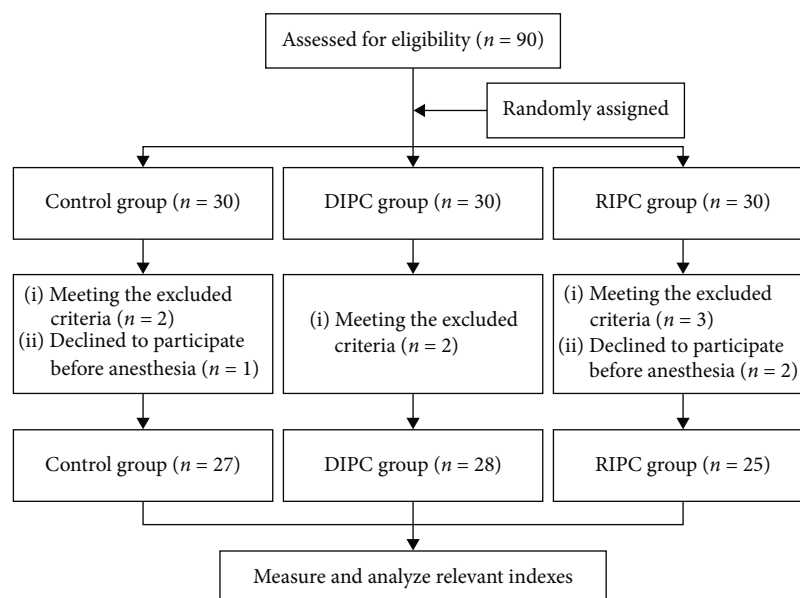 Assessed for eligibility (n = 90)
Randomly assigned
Control group (n = 30)
DIPC group (n = 30)
RIPC group (n = 30)
(i) Meeting the excluded
criteria (n = 2)
(ii) Declined to participate
before anesthesia (n = 1)
(i) Meeting the excluded
criteria (n = 2)
(i) Meeting the excluded
criteria (n = 3)
(ii) Declined to participate
before anesthesia (n = 2)
Control group (n = 27)
DIPC group (n = 28)
RIPC group (n = 25)
Measure and analyze relevant indexes